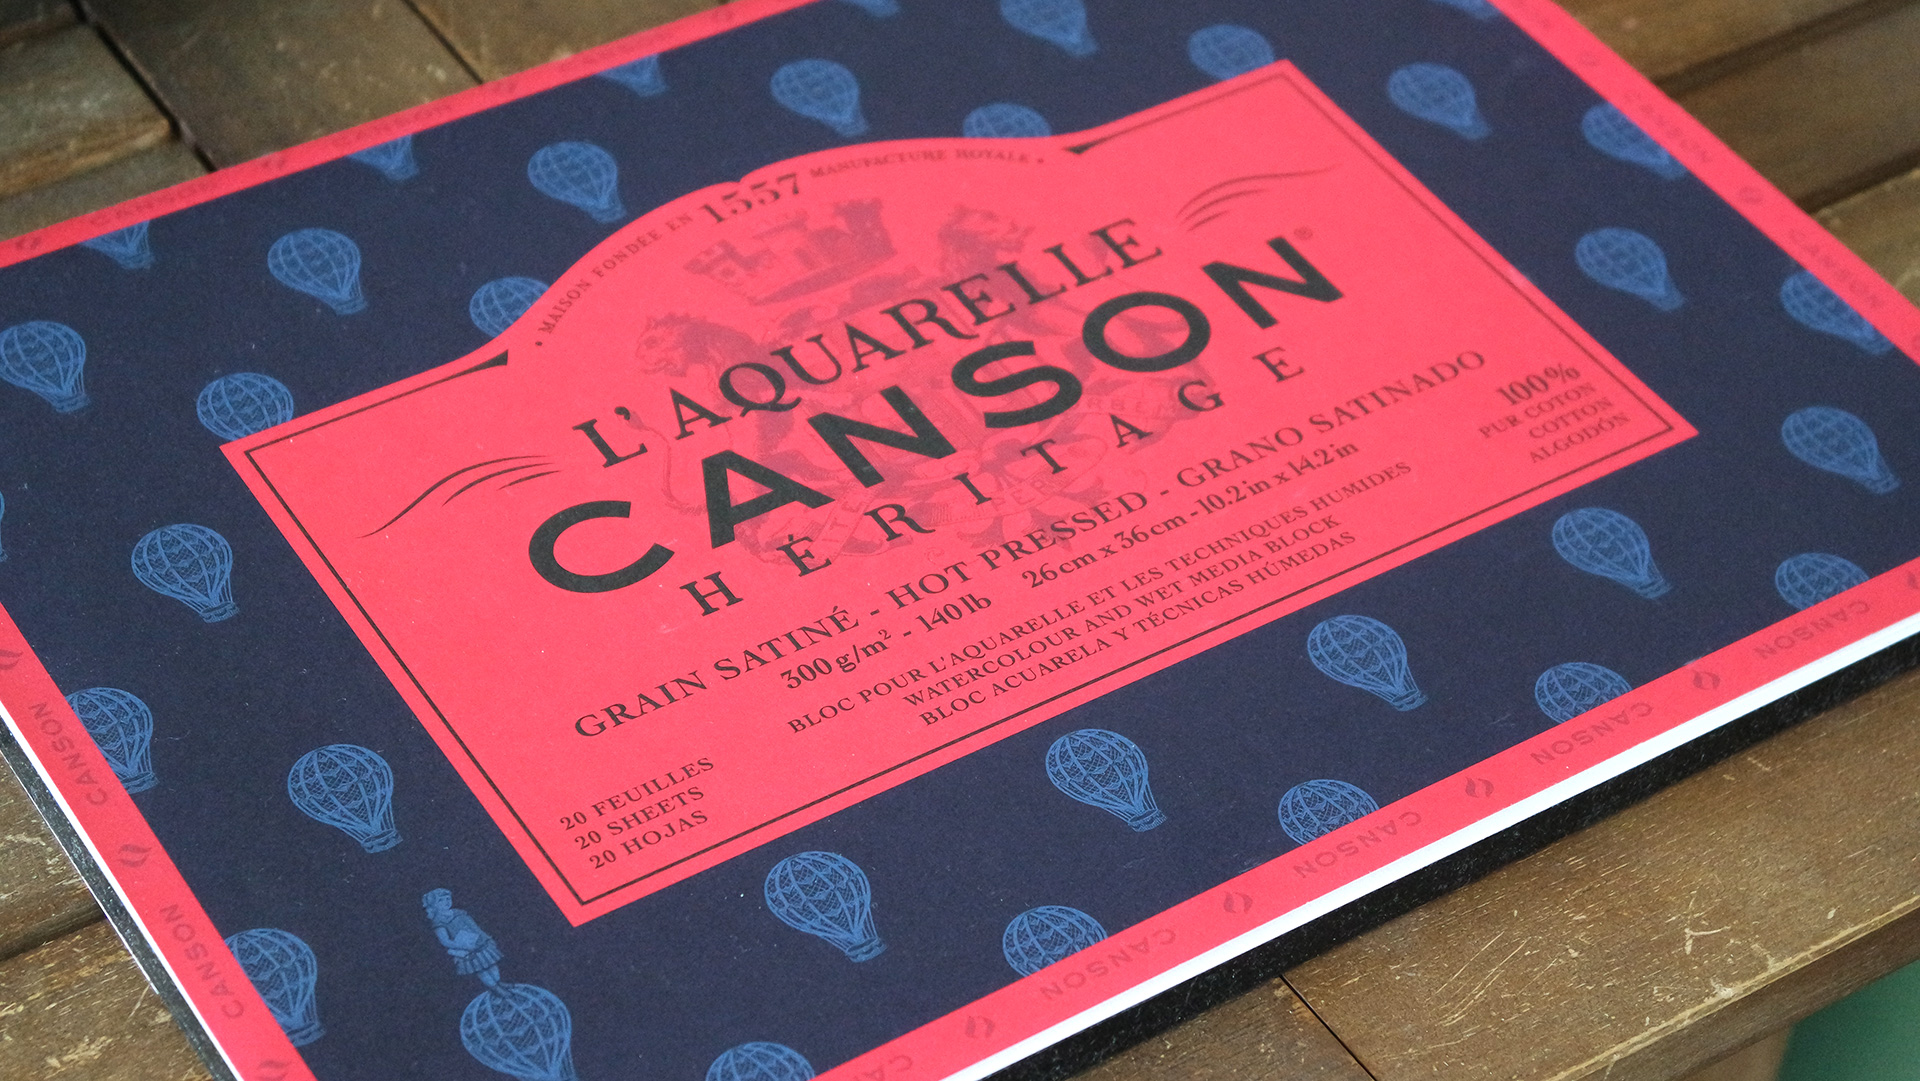 • MAISON FONDÉE EN 1557 MANUFACTURE ROYALE •
L'AQUARELLE
CANSON®
HÉRITAGE
GRAIN SATINÉ - HOT PRESSED - GRANO SATINADO
300 g/m² - 140 lb 26 cm x 36 cm - 10.2 in x 14.2 in
BLOC POUR L'AQUARELLE ET LES TECHNIQUES HUMIDES
WATERCOLOUR AND WET MEDIA BLOCK
BLOC ACUARELA Y TÉCNICAS HÚMEDAS
100%
PUR COTON
COTTON
ALGODÓN
20 FEUILLES
20 SHEETS
20 HOJAS
CANSON
CANSON
CANSON
CANSON
CANSON
CANSON
CANSON